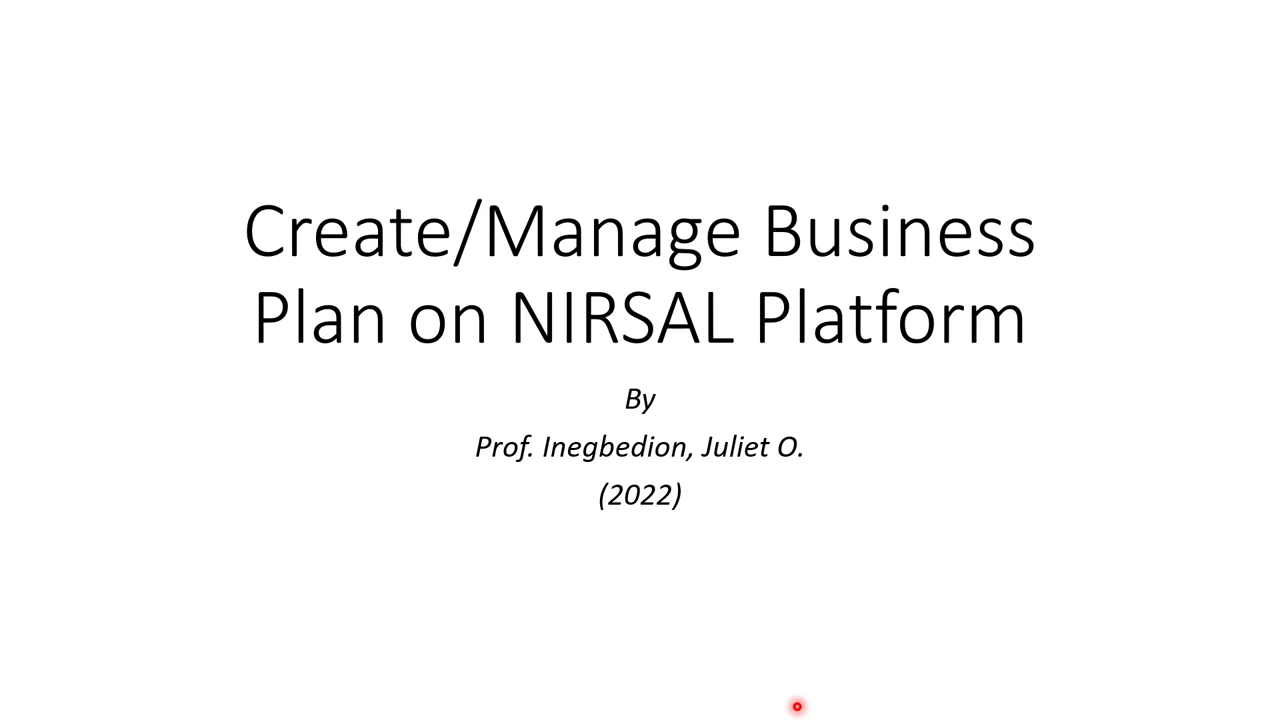 Create/Manage Business
Plan on NIRSAL Platform
By
Prof. Inegbedion, Juliet O.
(2022)